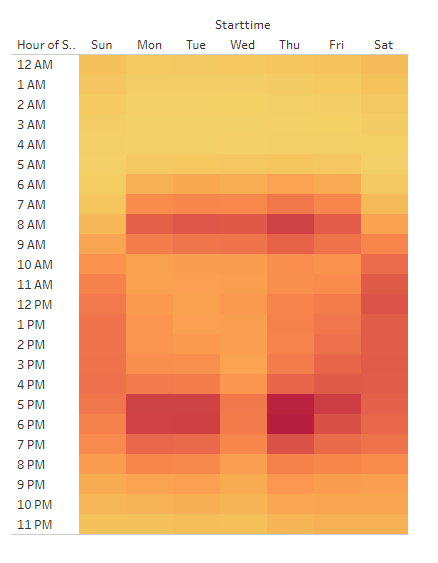 Starttime
Hour of S.. Sun Mon Tue Wed Thu Fri Sat
12 AM
1 AM
2 AM
3 AM
4 AM
5 AM
6 AM
7 AM
8 AM
9 AM
10 AM
11 AM
12 PM
1 PM
2 PM
3 PM
4 PM
5 PM
6 PM
7 PM
8 PM
9 PM
10 PM
11 PM